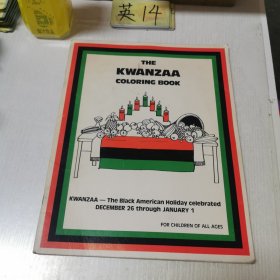 英14
THE
KWANZAA
COLORING BOOK
KWANZAA — The Black American Holiday celebrated
DECEMBER 26 through JANUARY 1
FOR CHILDREN OF ALL AGES